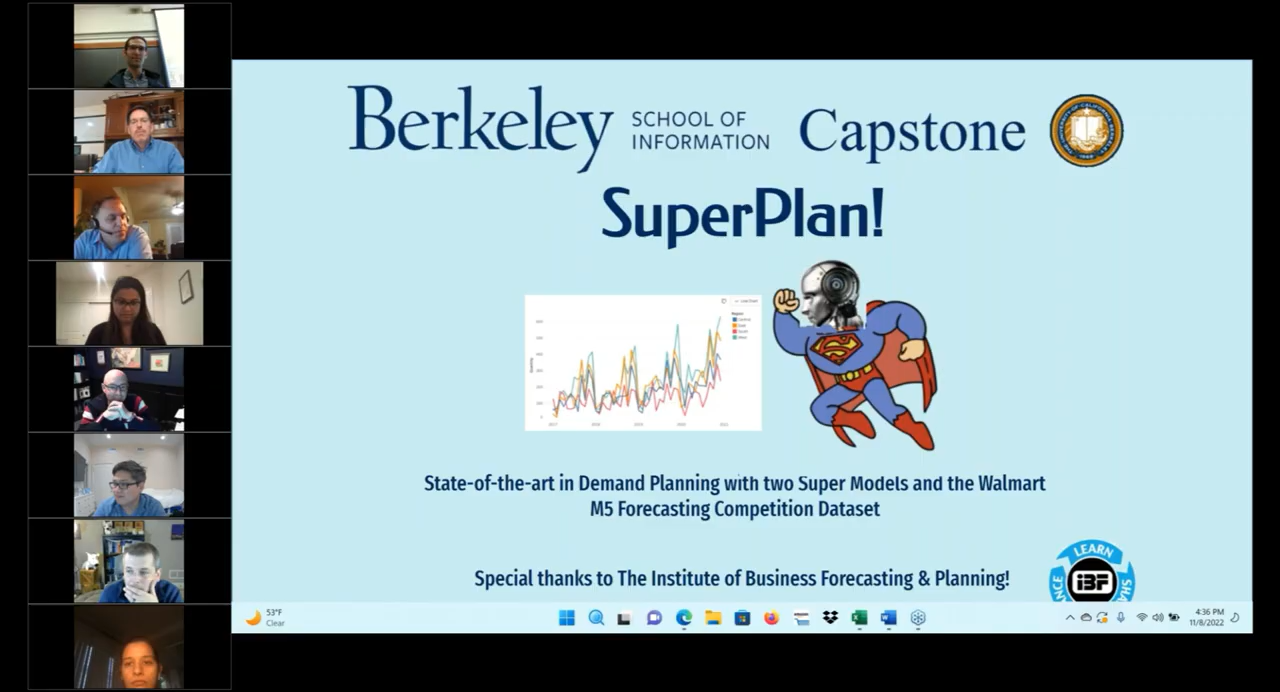 Berkeley SCHOOL OF INFORMATION Capstone
SuperPlan!
State-of-the-art in Demand Planning with two Super Models and the Walmart
M5 Forecasting Competition Dataset
Special thanks to The Institute of Business Forecasting & Planning!
LEARN
iBF
53°F
Clear
4:36 PM
11/8/2022